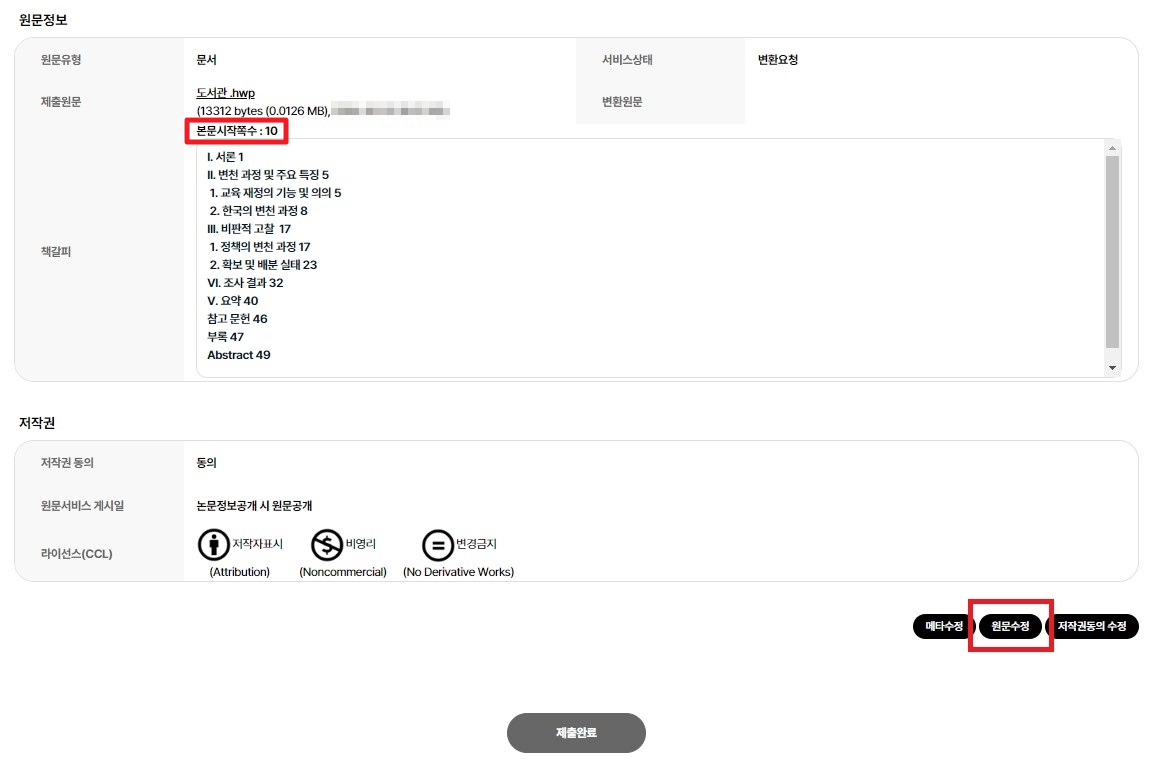 원문정보
원문유형 문서 서비스상태 변환요청
제출원문 도서관 .hwp 변환원문
(13312 bytes (0.0126 MB),
본문시작쪽수 : 10
책갈피
I. 서론 1
II. 변천 과정 및 주요 특징 5
1. 교육 재정의 기능 및 의의 5
2. 한국의 변천 과정 8
III. 비판적 고찰 17
1. 정책의 변천 과정 17
2. 확보 및 배분 실태 23
VI. 조사 결과 32
V. 요약 40
참고 문헌 46
부록 47
Abstract 49
저작권
저작권 동의 동의
원문서비스 게시일 논문정보공개 시 원문공개
라이선스(CCL) 저작자표시 비영리 변경금지
(Attribution) (Noncommercial) (No Derivative Works)
메타수정 원문수정 저작권동의 수정
제출완료